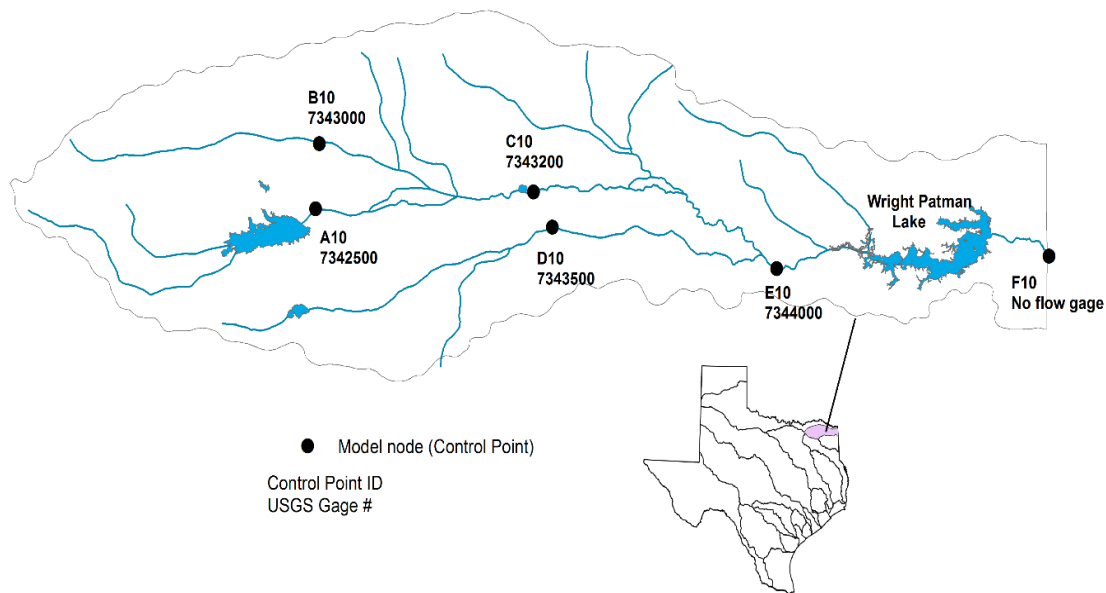 B10
7343000
C10
7343200
A10
7342500
D10
7343500
E10
7344000
Wright Patman
Lake
F10
No flow gage
Model node (Control Point)
Control Point ID
USGS Gage #